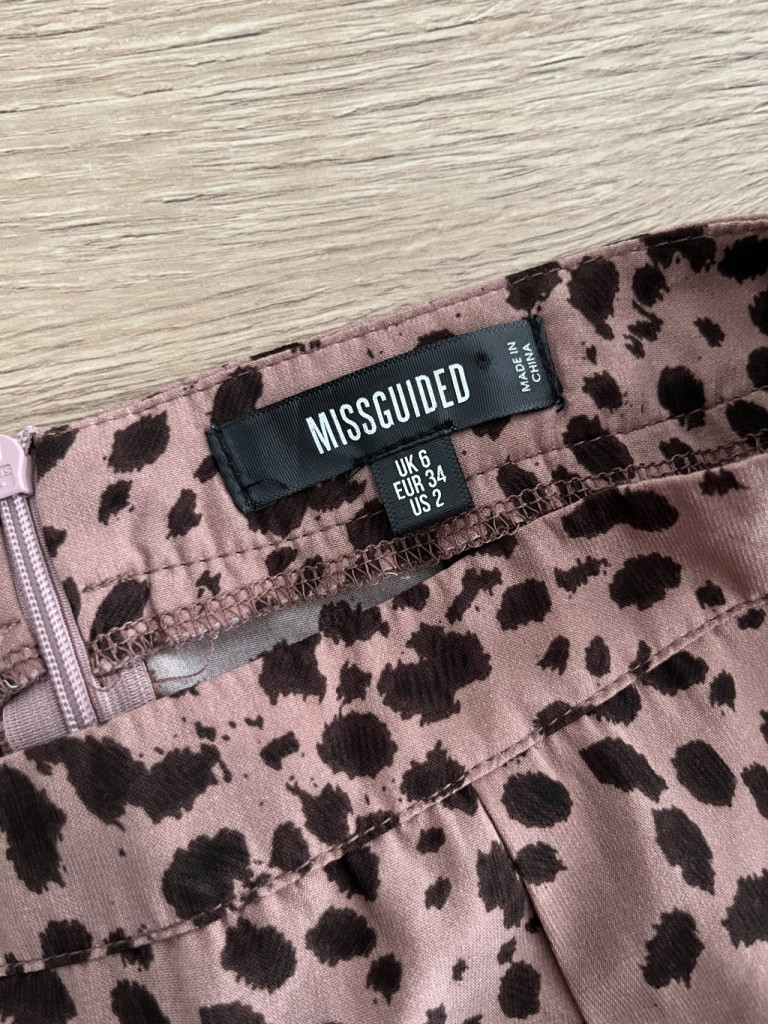 MISSGUIDED
MADE IN
CHINA
UK 6
EUR 34
US 2